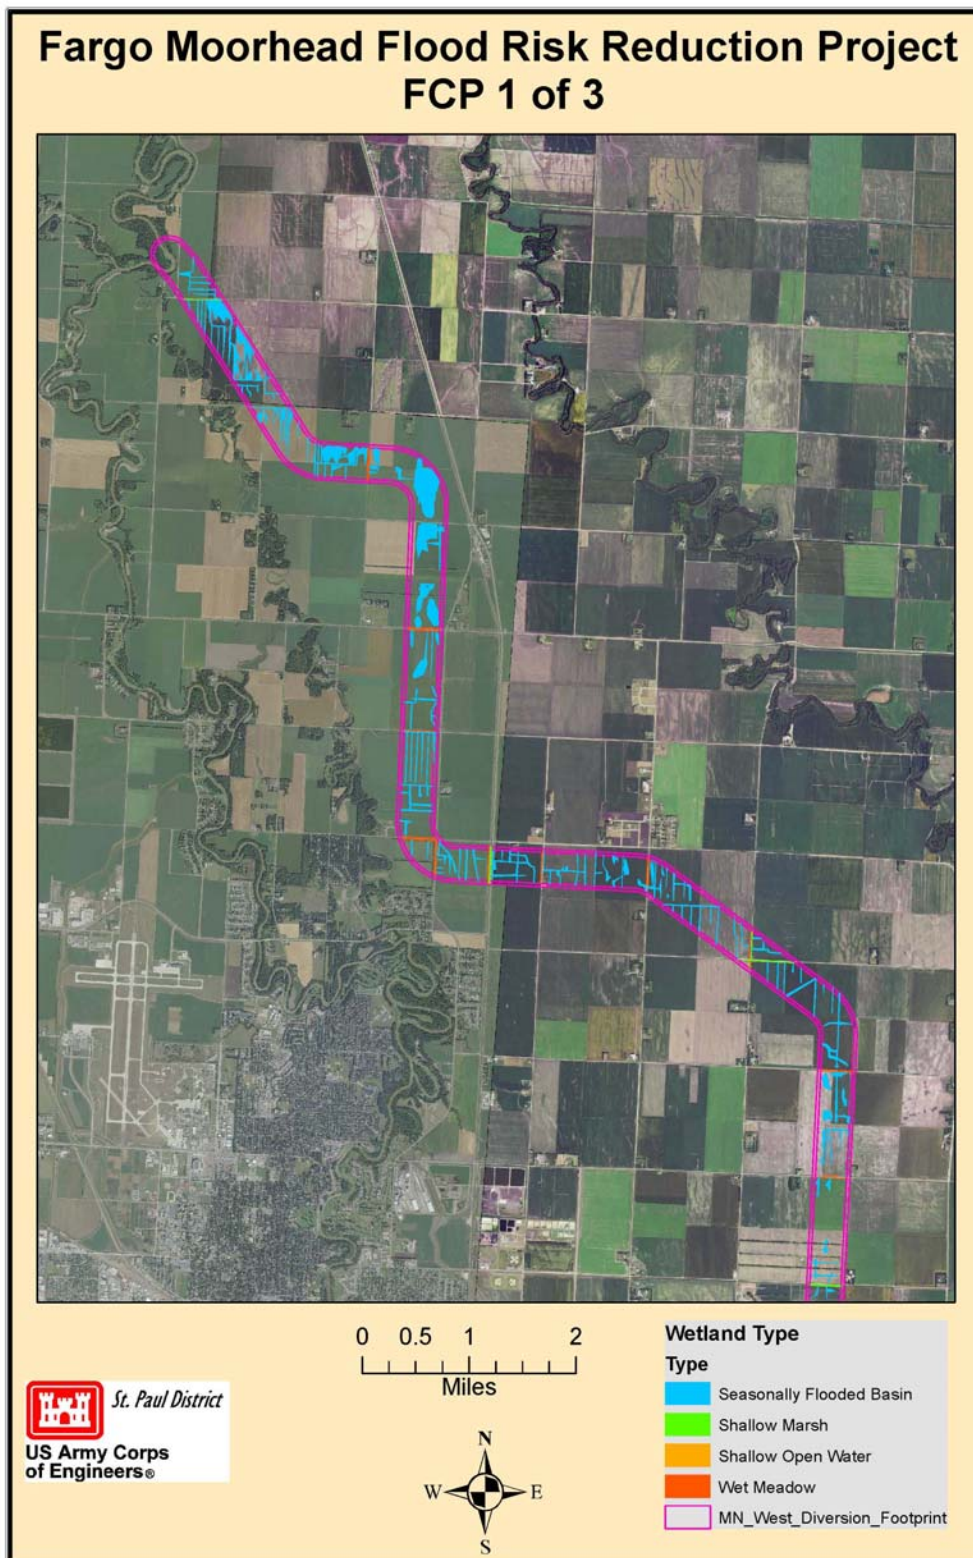 Fargo Moorhead Flood Risk Reduction Project
FCP 1 of 3
0 0.5 1 2
Miles
Wetland Type
Type
Seasonally Flooded Basin
Shallow Marsh
Shallow Open Water
Wet Meadow
MN_West_Diversion_Footprint
St. Paul District
US Army Corps
of Engineers®
N
W E
S